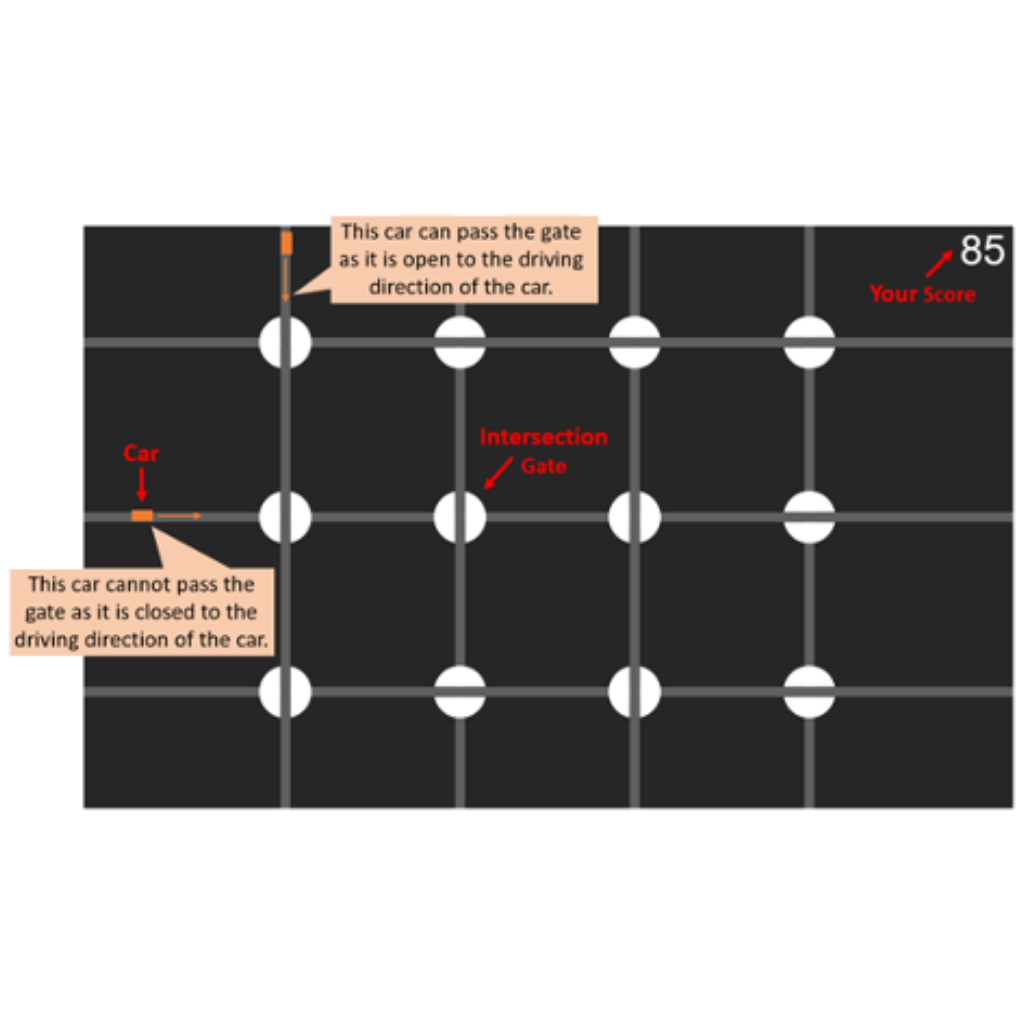 This car can pass the gate
as it is open to the driving
direction of the car.
85
Your Score
Intersection
Gate
Car
This car cannot pass the
gate as it is closed to the
driving direction of the car.